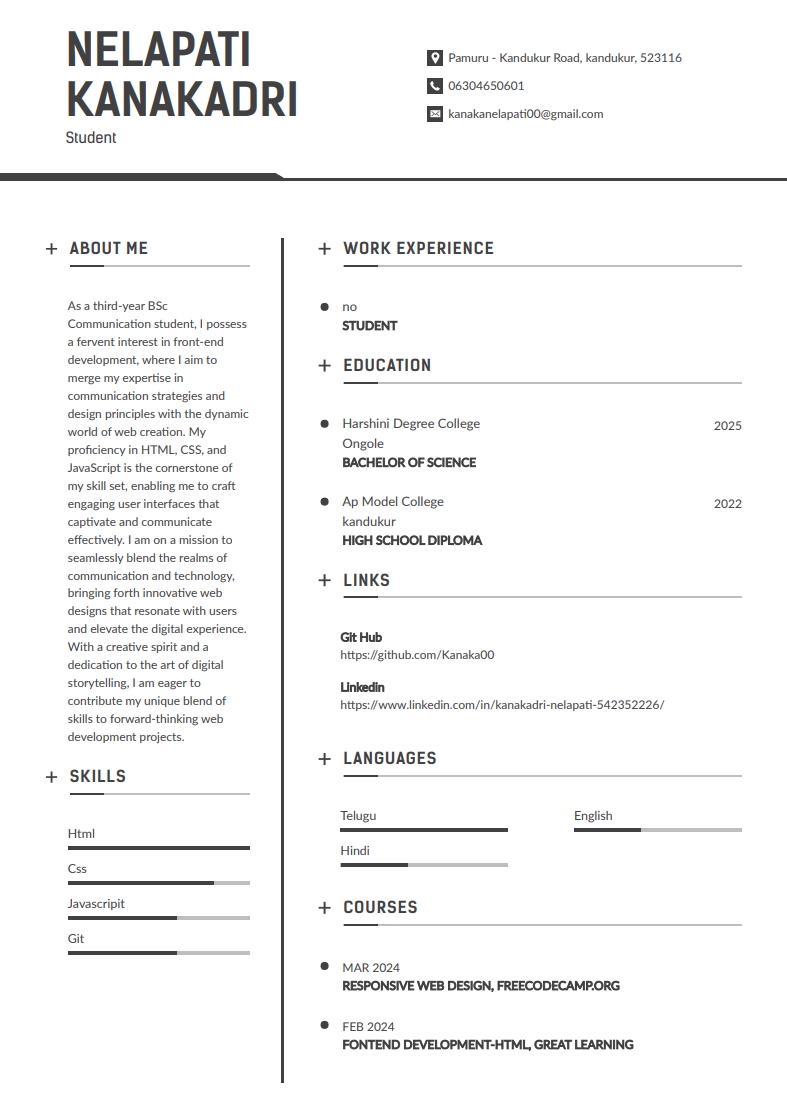 NELAPATI
KANAKADRI
Student
Pamuru - Kandukur Road, kandukur, 523116
06304650601
kanakanelapati00@gmail.com
ABOUT ME
As a third-year BSc
Communication student, I possess
a fervent interest in front-end
development, where I aim to
merge my expertise in
communication strategies and
design principles with the dynamic
world of web creation. My
proficiency in HTML, CSS, and
JavaScript is the cornerstone of
my skill set, enabling me to craft
engaging user interfaces that
captivate and communicate
effectively. I am on a mission to
seamlessly blend the realms of
communication and technology,
bringing forth innovative web
designs that resonate with users
and elevate the digital experience.
With a creative spirit and a
dedication to the art of digital
storytelling, I am eager to
contribute my unique blend of
skills to forward-thinking web
development projects.
SKILLS
Html
Css
Javascripit
Git
WORK EXPERIENCE
no
STUDENT
EDUCATION
Harshini Degree College 2025
Ongole
BACHELOR OF SCIENCE
Ap Model College 2022
kandukur
HIGH SCHOOL DIPLOMA
LINKS
Git Hub
https://github.com/Kanaka00
Linkedin
https://www.linkedin.com/in/kanakadri-nelapati-542352226/
LANGUAGES
Telugu English
Hindi
COURSES
MAR 2024
RESPONSIVE WEB DESIGN, FREECODECAMP.ORG
FEB 2024
FONTEND DEVELOPMENT-HTML, GREAT LEARNING